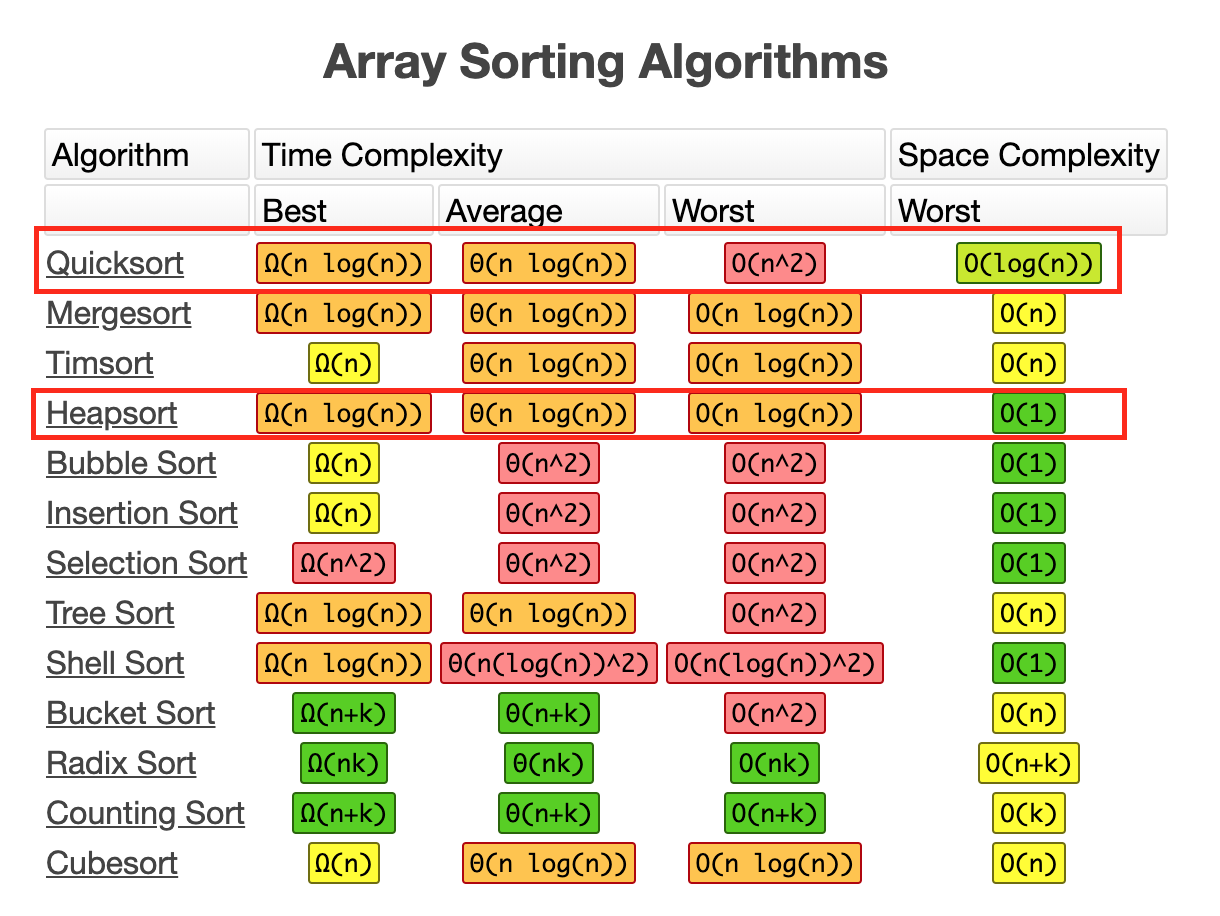 Array Sorting Algorithms
Algorithm Time Complexity Space Complexity
Best Average Worst Worst
Quicksort Ω(n log(n)) Θ(n log(n)) O(n^2) O(log(n))
Mergesort Ω(n log(n)) Θ(n log(n)) O(n log(n)) O(n)
Timsort Ω(n) Θ(n log(n)) O(n log(n)) O(n)
Heapsort Ω(n log(n)) Θ(n log(n)) O(n log(n)) O(1)
Bubble Sort Ω(n) Θ(n^2) O(n^2) O(1)
Insertion Sort Ω(n) Θ(n^2) O(n^2) O(1)
Selection Sort Ω(n^2) Θ(n^2) O(n^2) O(1)
Tree Sort Ω(n log(n)) Θ(n log(n)) O(n^2) O(n)
Shell Sort Ω(n log(n)) Θ(n(log(n))^2) O(n(log(n))^2) O(1)
Bucket Sort Ω(n+k) Θ(n+k) O(n^2) O(n)
Radix Sort Ω(nk) Θ(nk) O(nk) O(n+k)
Counting Sort Ω(n+k) Θ(n+k) O(n+k) O(k)
Cubesort Ω(n) Θ(n log(n)) O(n log(n)) O(n)